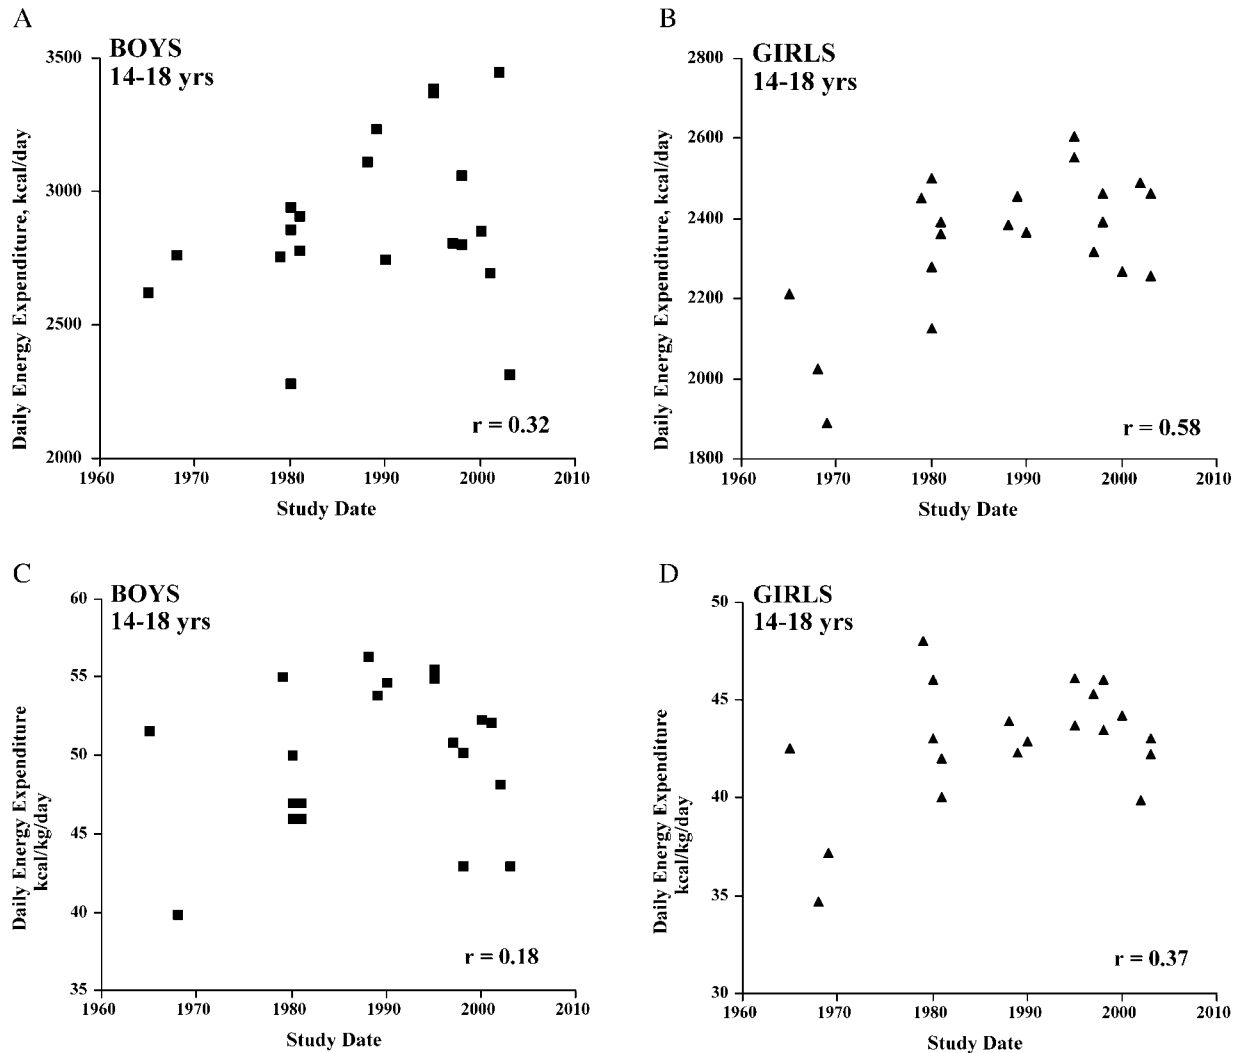 A
BOYS
14-18 yrs
3500
3000
2500
2000
Daily Energy Expenditure, kcal/day
r = 0.32
1960 1970 1980 1990 2000 2010
Study Date
B
GIRLS
14-18 yrs
2800
2600
2400
2200
2000
1800
Daily Energy Expenditure, kcal/day
r = 0.58
1960 1970 1980 1990 2000 2010
Study Date
C
BOYS
14-18 yrs
60
55
50
45
40
35
Daily Energy Expenditure
kcal/kg/day
r = 0.18
1960 1970 1980 1990 2000 2010
Study Date
D
GIRLS
14-18 yrs
50
45
40
35
30
Daily Energy Expenditure
kcal/kg/day
r = 0.37
1960 1970 1980 1990 2000 2010
Study Date